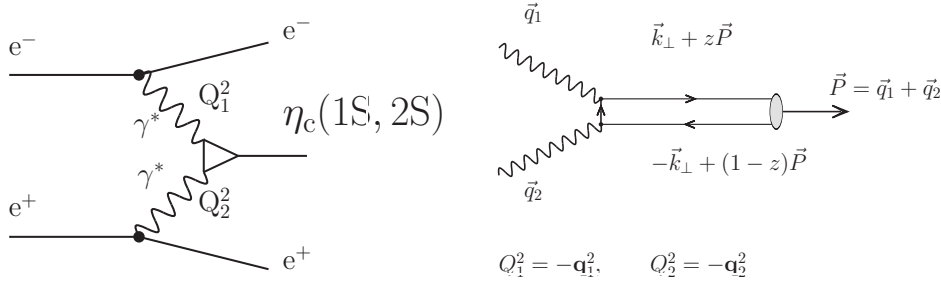 e⁻
e⁻
Q₁²
γ*
η_c(1S, 2S)
γ*
Q₂²
e⁺
e⁺
q⃗₁
k⃗⊥ + zP⃗
P⃗ = q⃗₁ + q⃗₂
−k⃗⊥ + (1 − z)P⃗
q⃗₂
Q₁² = −𝐪₁², Q₂² = −𝐪₂²